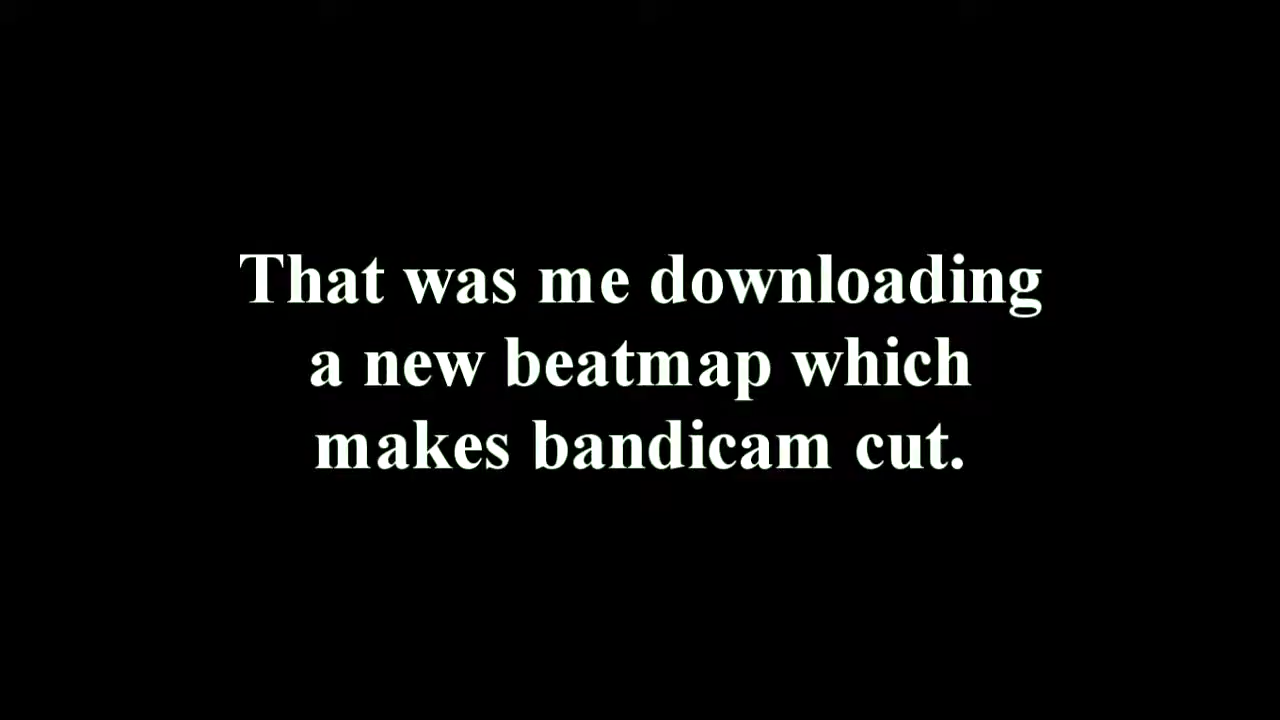 That was me downloading
a new beatmap which
makes bandicam cut.